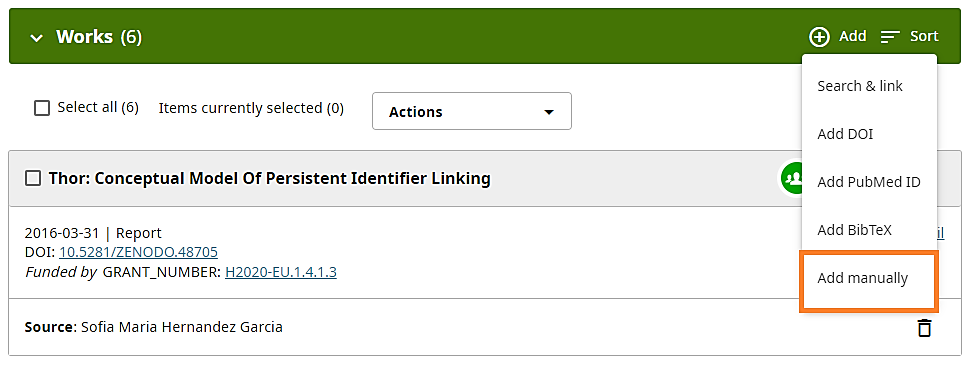 Works (6)
Add
Sort
Search & link
Add DOI
Add PubMed ID
Add BibTeX
Add manually
Select all (6)
Items currently selected (0)
Actions
Thor: Conceptual Model Of Persistent Identifier Linking
2016-03-31 | Report
DOI: 10.5281/ZENODO.48705
Funded by GRANT_NUMBER: H2020-EU.1.4.1.3
Source: Sofia Maria Hernandez Garcia